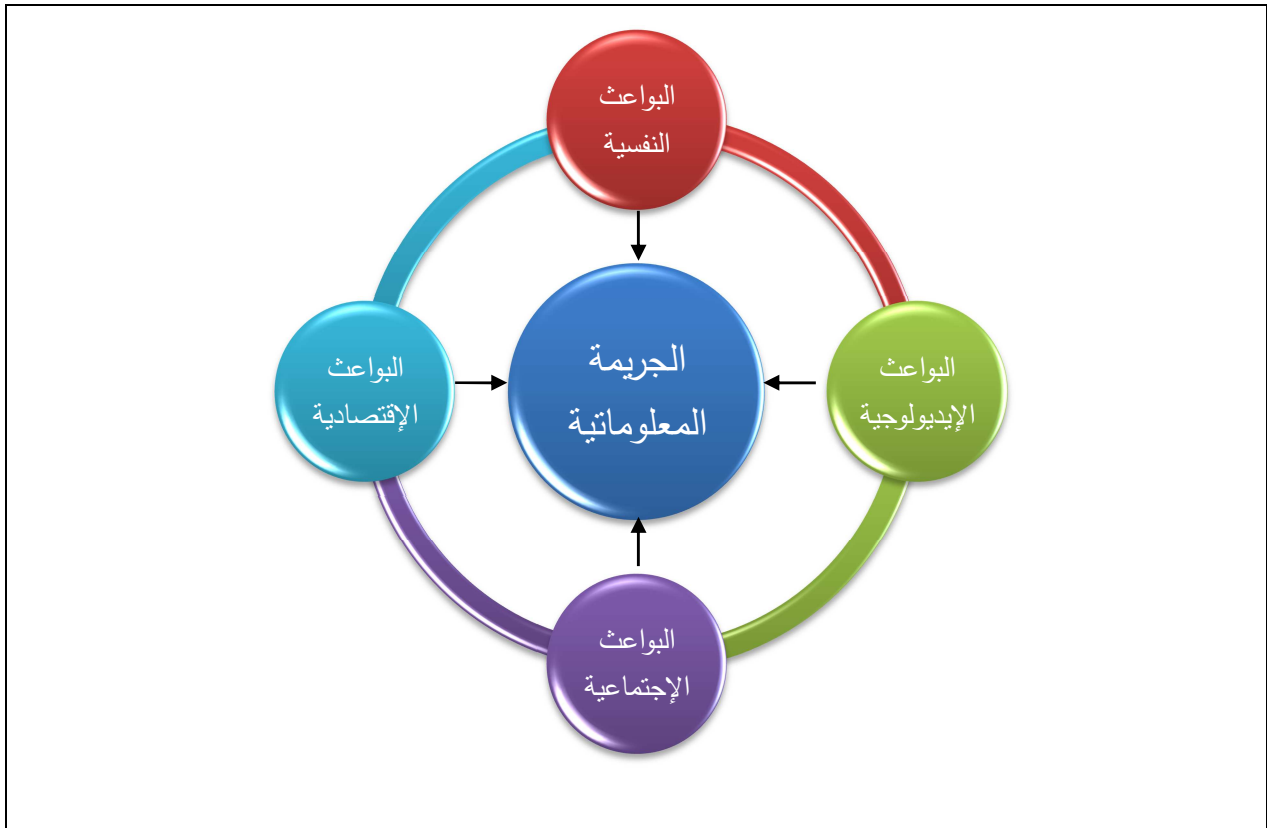 البواعث
النفسية
البواعث
الإيديولوجية
الجريمة
المعلوماتية
البواعث
الإقتصادية
البواعث
الإجتماعية